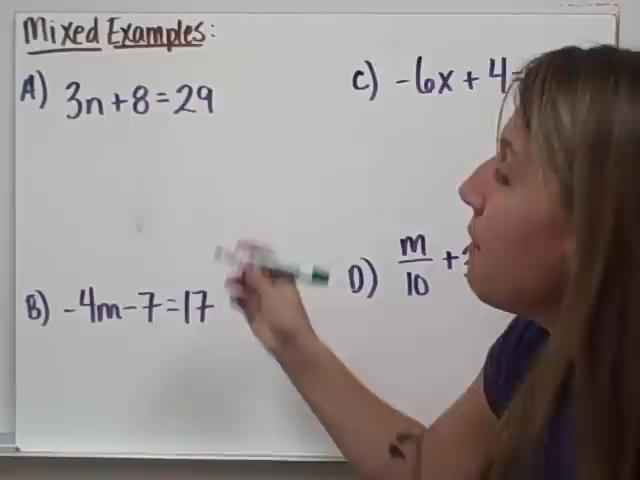 Mixed Examples:
A) 3n+8=29
B) -4m-7=17
C) -6x+4=
D) m/10 +